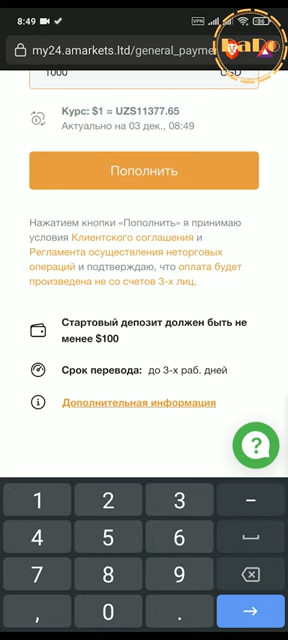 8:49
VPN
36
my24.amarkets.ltd/general_payme
DaDo
1000
USD
Курс: $1 = UZS11377.65
Актуально на 03 дек., 08:49
Пополнить
Нажатием кнопки «Пополнить» я принимаю
условия Клиентского соглашения и
Регламента осуществления неторговых
операций и подтверждаю, что оплата будет
произведена не со счетов 3-х лиц.
Стартовый депозит должен быть не
менее $100
Срок перевода: до 3-х раб. дней
Дополнительная информация
?
1 2 3 –
4 5 6
7 8 9
, 0 .